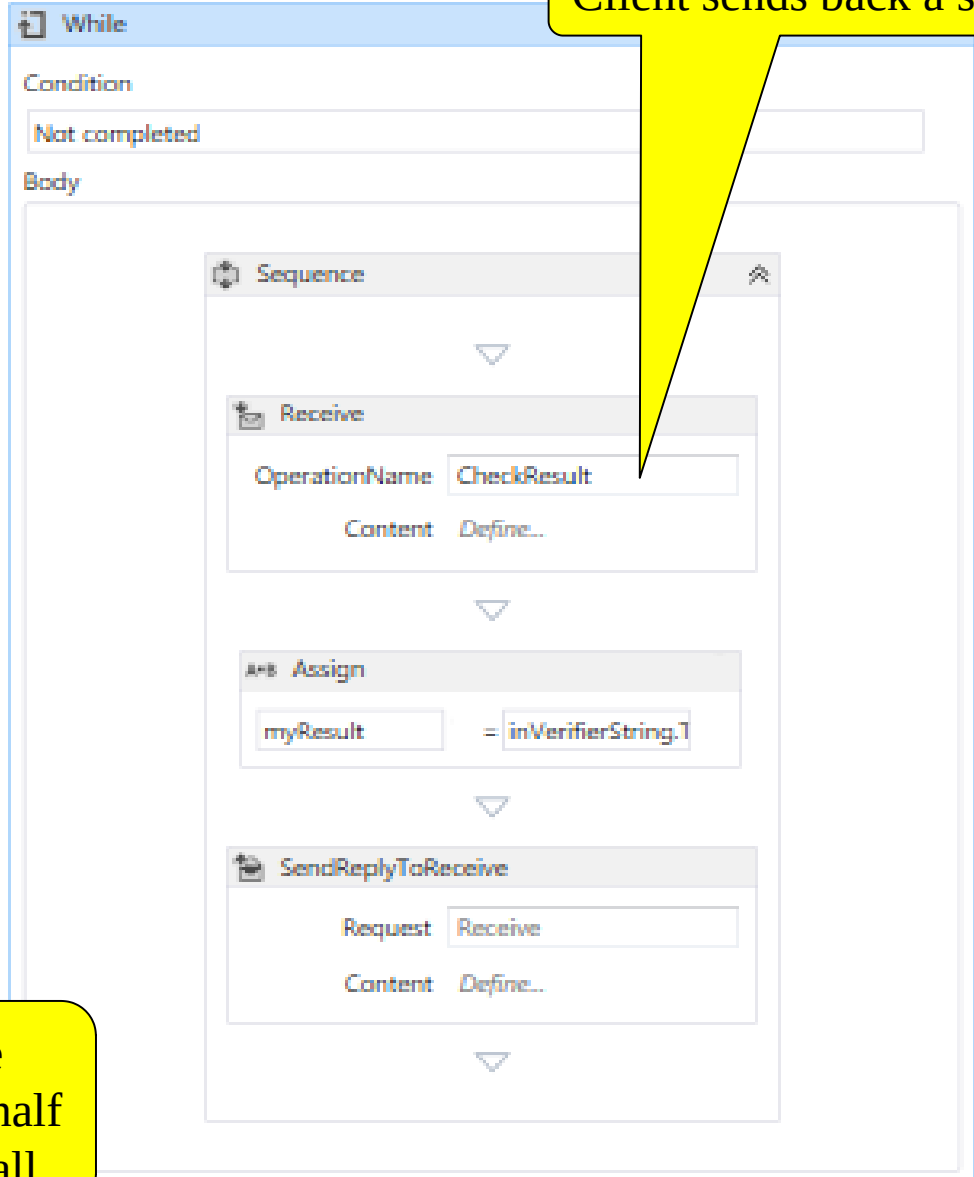 Client sends back a s
While
Condition
Not completed
Body
Sequence
Receive
OperationName CheckResult
Content Define...
A+B Assign
myResult = inVerifierString.T
SendReplyToReceive
Request Receive
Content Define...
e
half
all